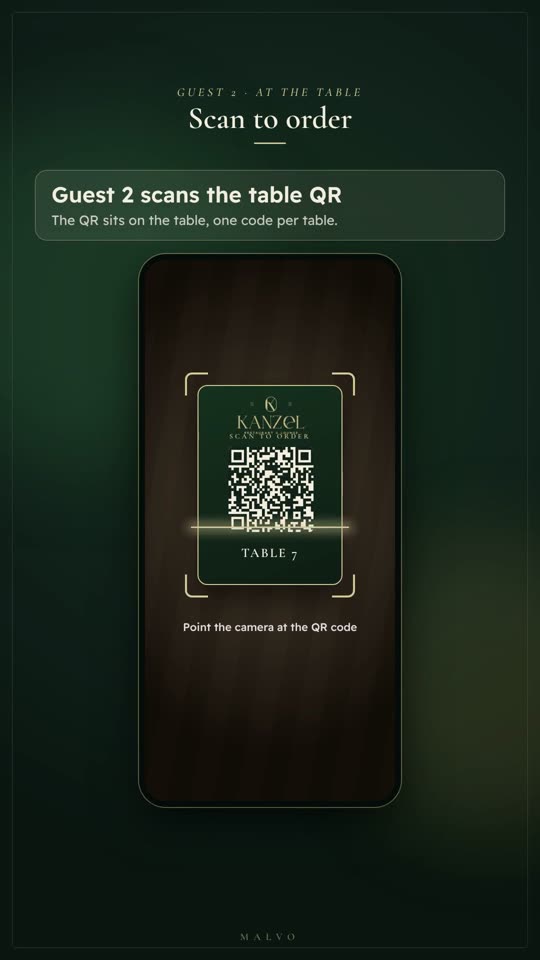 GUEST 2 · AT THE TABLE
Scan to order
Guest 2 scans the table QR
The QR sits on the table, one code per table.
KANZEL
SCAN TO ORDER
TABLE 7
Point the camera at the QR code
MALVO